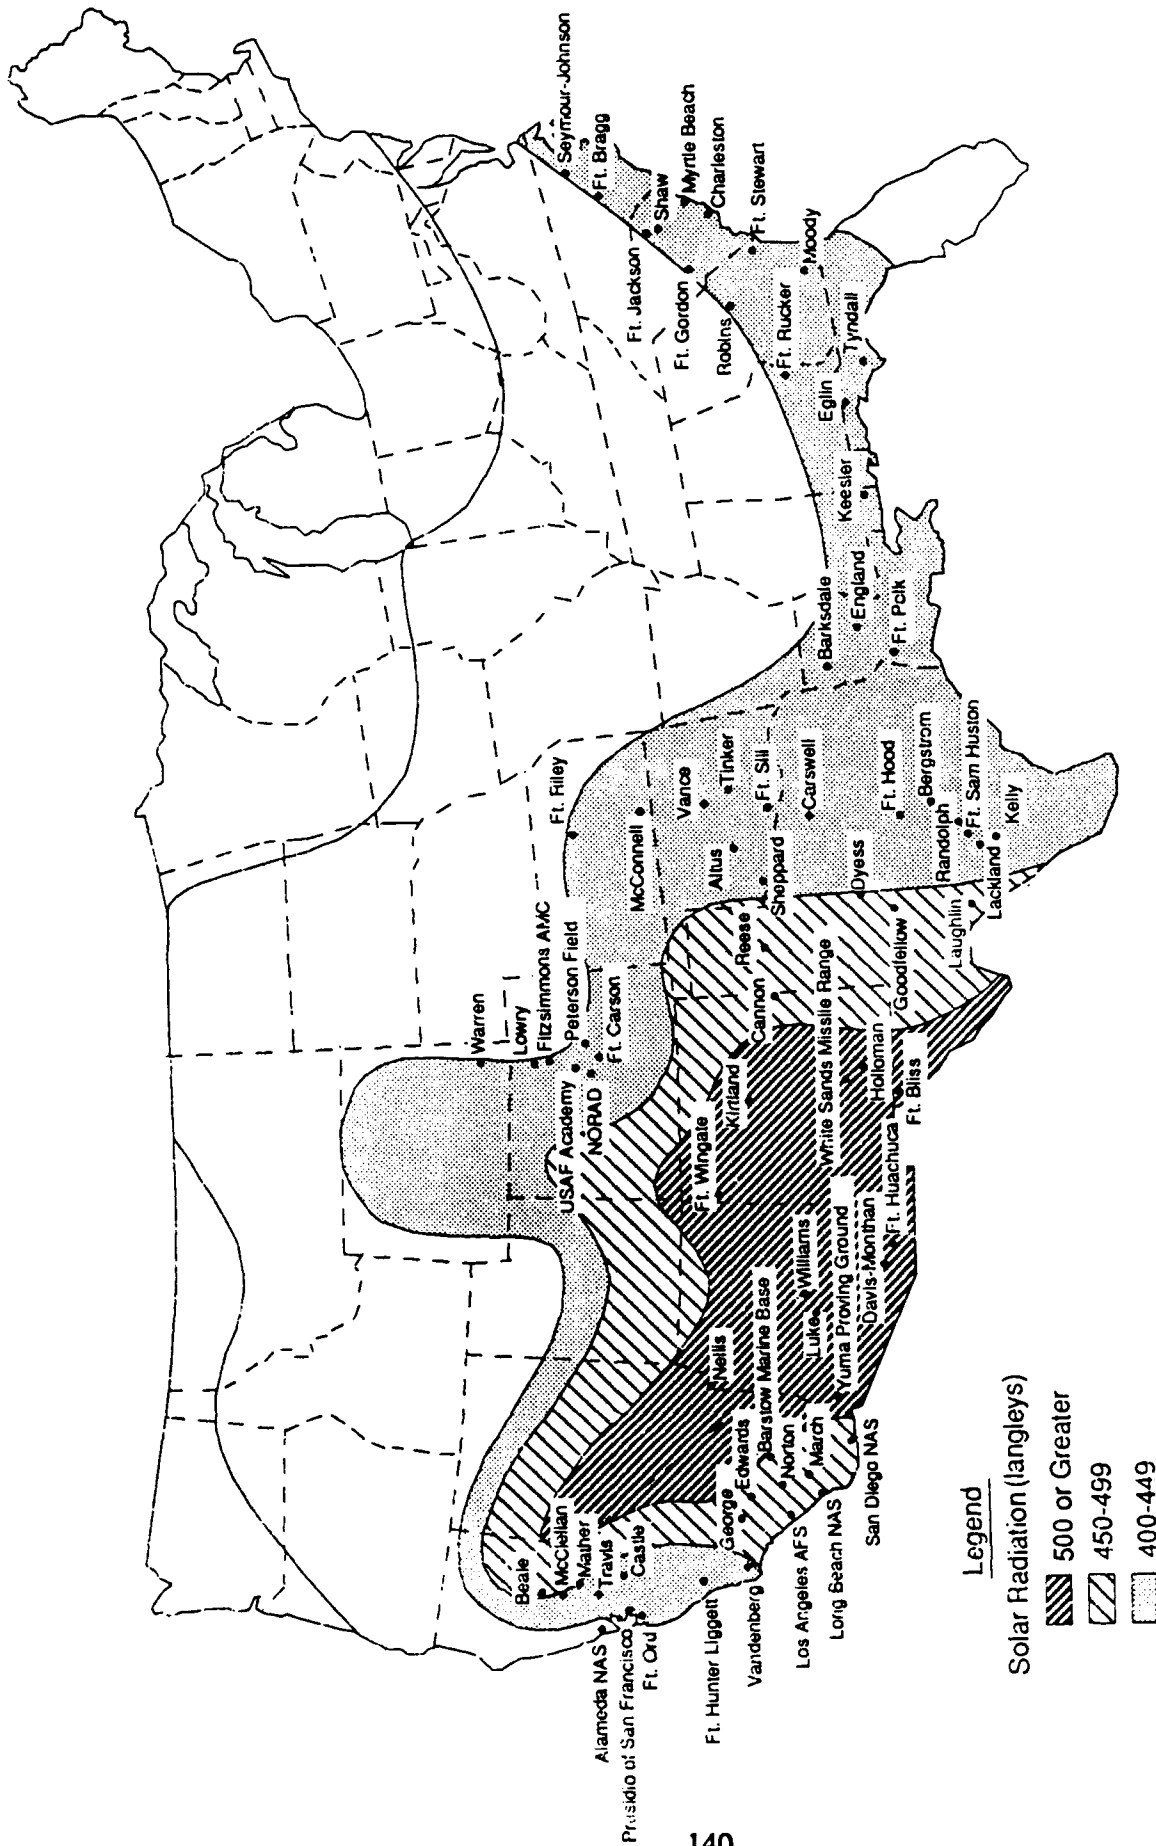 Seymour-Johnson
Ft. Bragg
Shaw
Myrtle Beach
Charleston
Ft. Jackson
Ft. Stewart
Ft. Gordon
Moody
Robins
Ft. Rucker
Tyndall
Eglin
Keesler
Barksdale
England
Ft. Polk
Ft. Riley
McConnell
Vance
Tinker
Ft. Sill
Altus
Sheppard
Carswell
Dyess
Ft. Hood
Bergstrom
Randolph
Ft. Sam Huston
Lackland
Kelly
Warren
Lowry
Fitzsimmons AMC
Peterson Field
Ft. Carson
USAF Academy
NORAD
Reese
Cannon
Goodfellow
Laughlin
Ft. Wingate
Kirtland
White Sands Missile Range
Holloman
Ft. Bliss
Ft. Huachuca
Nellis
Williams
Luke
Yuma Proving Ground
Davis-Monthan
Beale
McClellan
Mather
Travis
Castle
George
Edwards
Barstow Marine Base
Norton
March
Alameda NAS
Presidio of San Francisco
Ft. Ord
Ft. Hunter Liggett
Vandenberg
Los Angeles AFS
Long Beach NAS
San Diego NAS
Legend
Solar Radiation (langleys)
500 or Greater
450-499
400-449
140